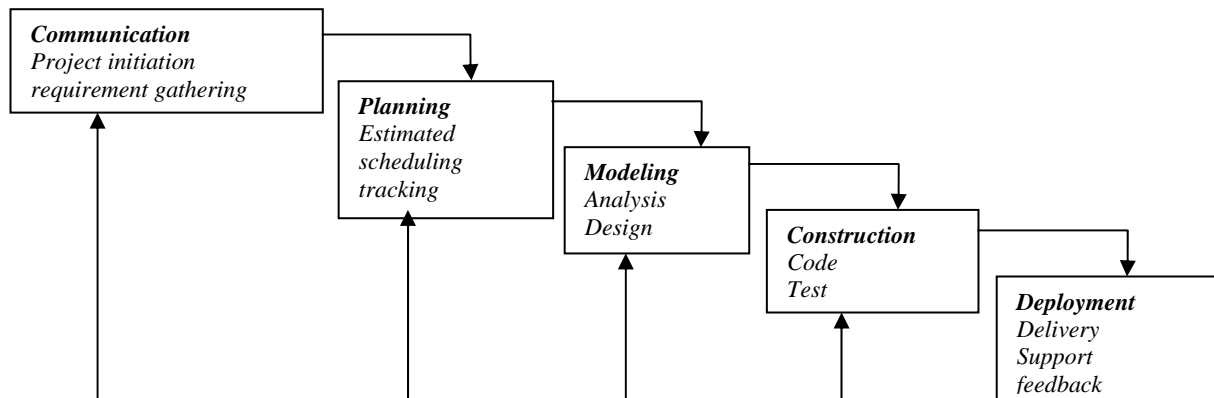 Communication
Project initiation
requirement gathering
Planning
Estimated
scheduling
tracking
Modeling
Analysis
Design
Construction
Code
Test
Deployment
Delivery
Support
feedback